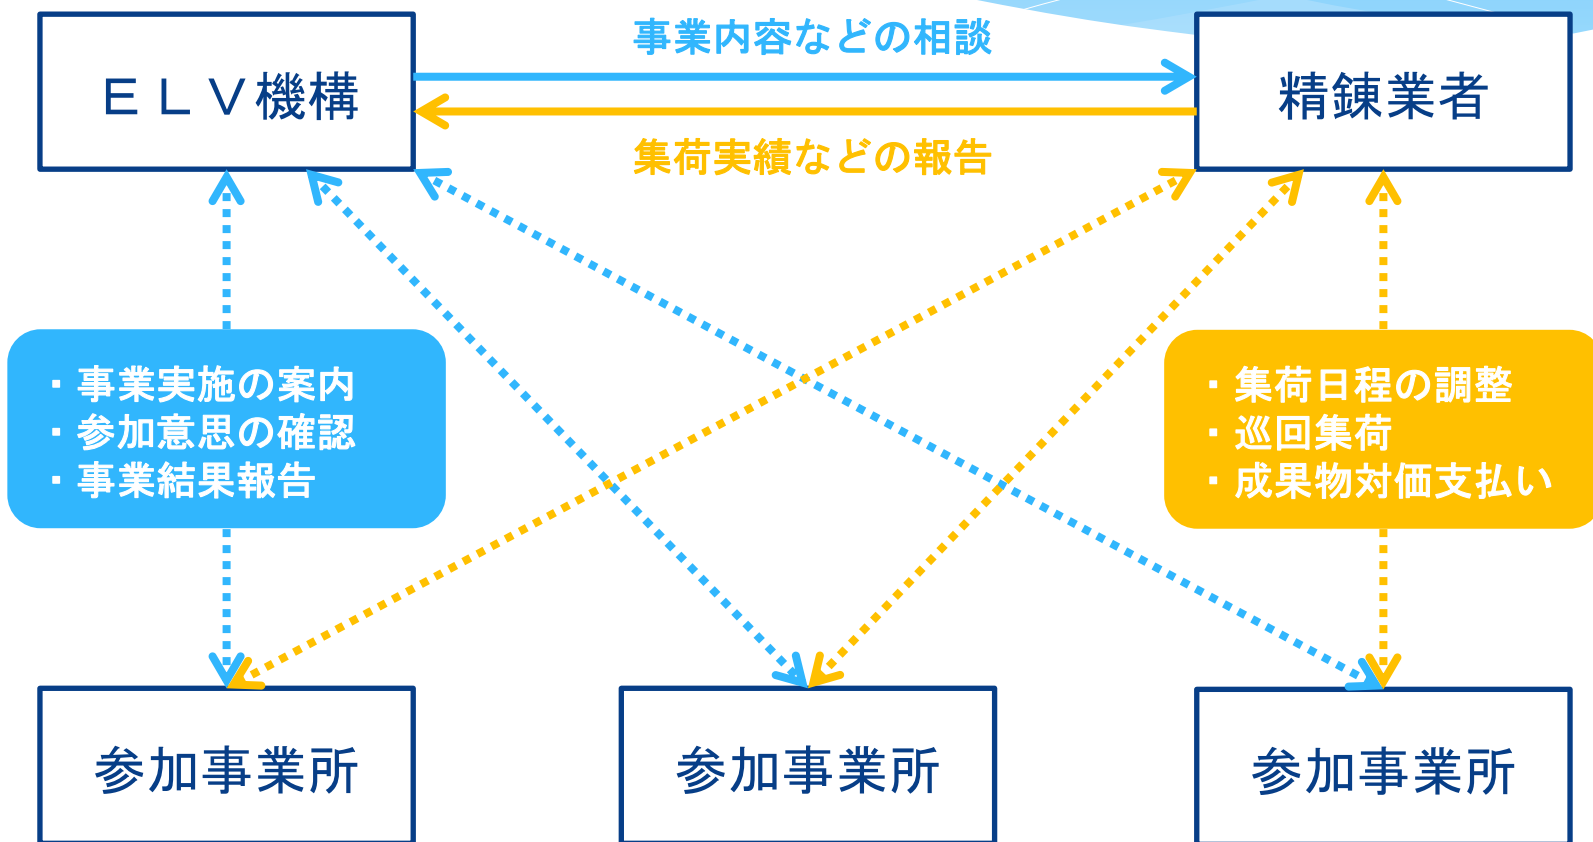 事業内容などの相談
ＥＬＶ機構
精錬業者
集荷実績などの報告
・事業実施の案内
・参加意思の確認
・事業結果報告
・集荷日程の調整
・巡回集荷
・成果物対価支払い
参加事業所
参加事業所
参加事業所